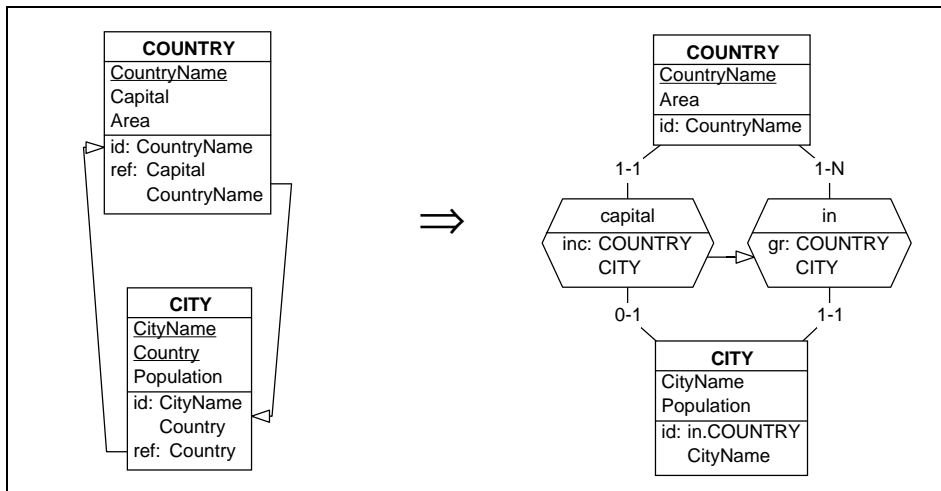 COUNTRY
CountryName
Capital
Area
id: CountryName
ref: Capital
CountryName
CITY
CityName
Country
Population
id: CityName
Country
ref: Country
⇒
COUNTRY
CountryName
Area
id: CountryName
1-1
1-N
capital
inc: COUNTRY
CITY
in
gr: COUNTRY
CITY
0-1
1-1
CITY
CityName
Population
id: in.COUNTRY
CityName